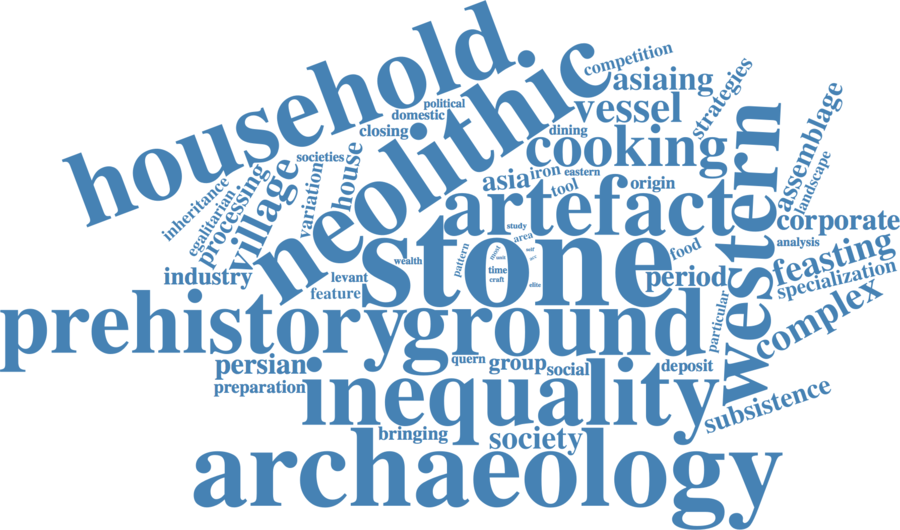 household
neolithic
competition
asiaing
strategies
political
domestic
closing
vessel
dining
cooking
western
assemblage
landscape
societies
house
variation
village
processing
egalitarian
inheritance
asia
iron
eastern
tool
origin
artefact
corporate
study
area
food
analysis
feasting
specialization
stone
pattern
wealth
time
craft
elite
unit
industry
levant
feature
period
particular
complex
prehistory
ground
persian
preparation
quern
group
social
deposit
inequality
subsistence
bringing
society
archaeology